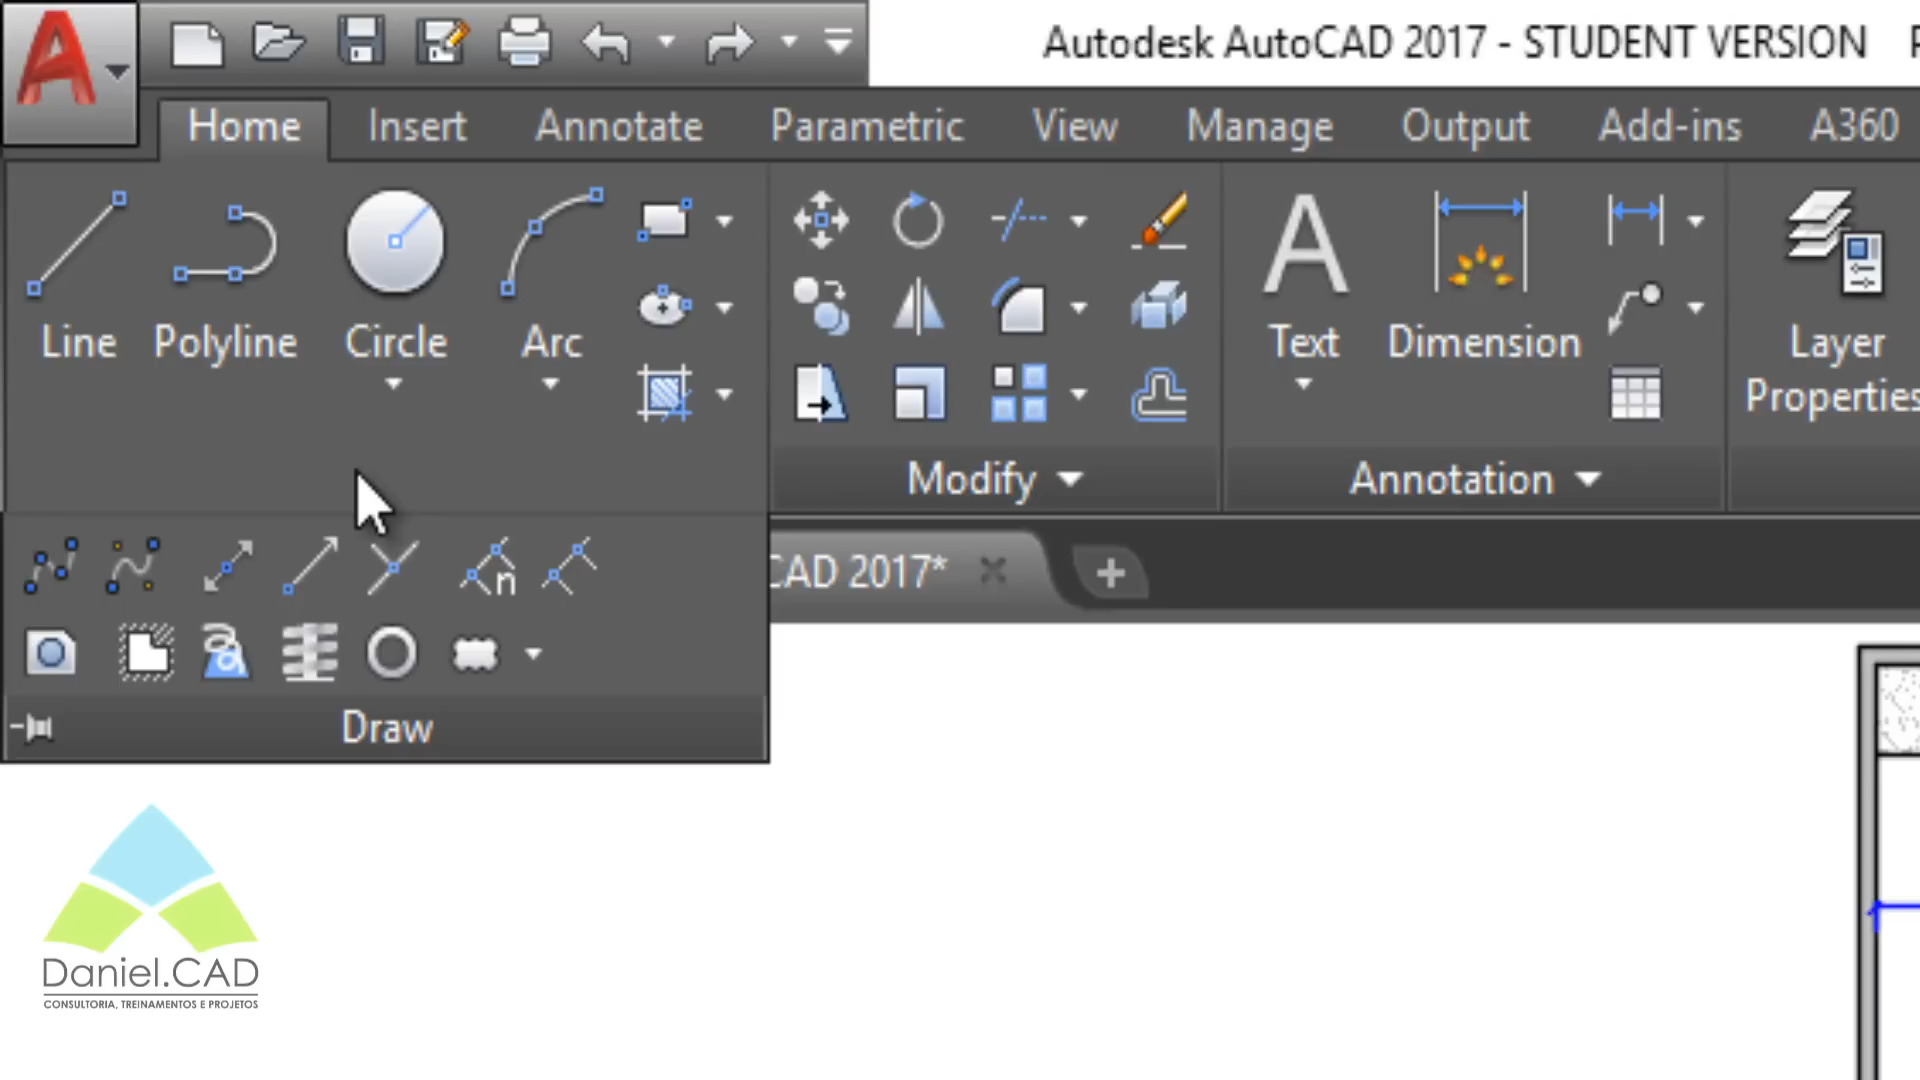 Autodesk AutoCAD 2017 - STUDENT VERSION
Home Insert Annotate Parametric View Manage Output Add-ins A360
Line Polyline Circle Arc Text Dimension Layer
Properties
Modify Annotation
n
CAD 2017*
Draw
Daniel.CAD
CONSULTORIA, TREINAMENTOS E PROJETOS